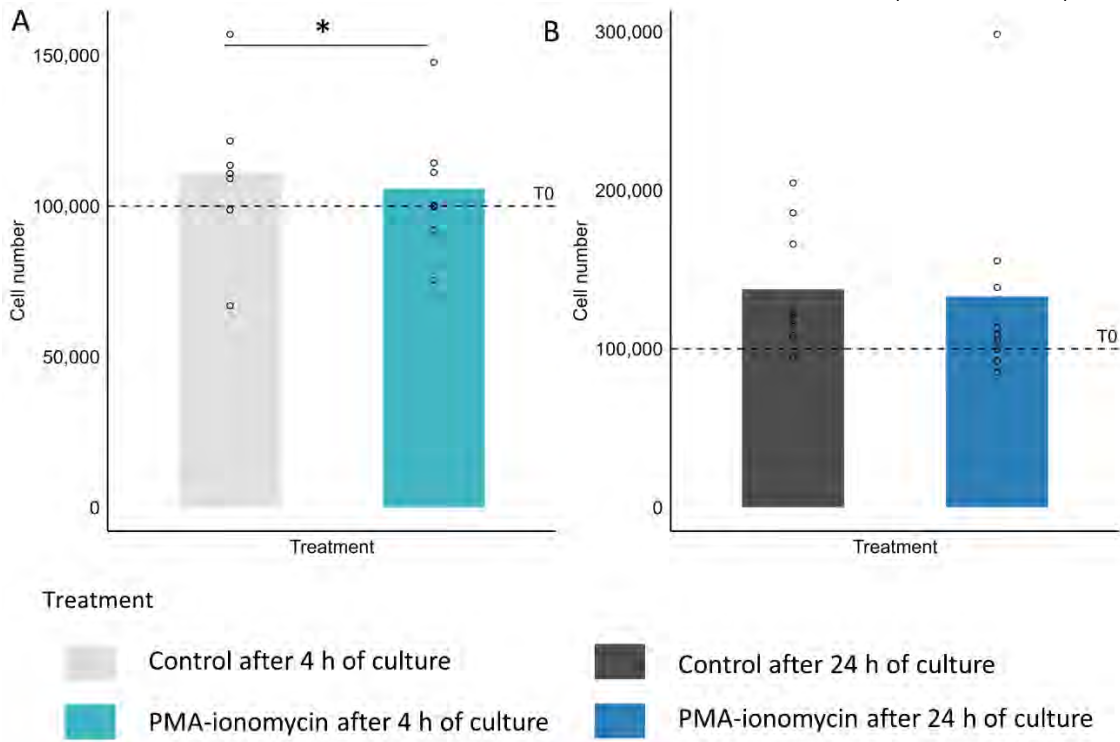 A
B
*
150,000
100,000
50,000
0
Cell number
T0
Treatment
300,000
200,000
100,000
0
Cell number
T0
Treatment
Treatment
Control after 4 h of culture
Control after 24 h of culture
PMA-ionomycin after 4 h of culture
PMA-ionomycin after 24 h of culture